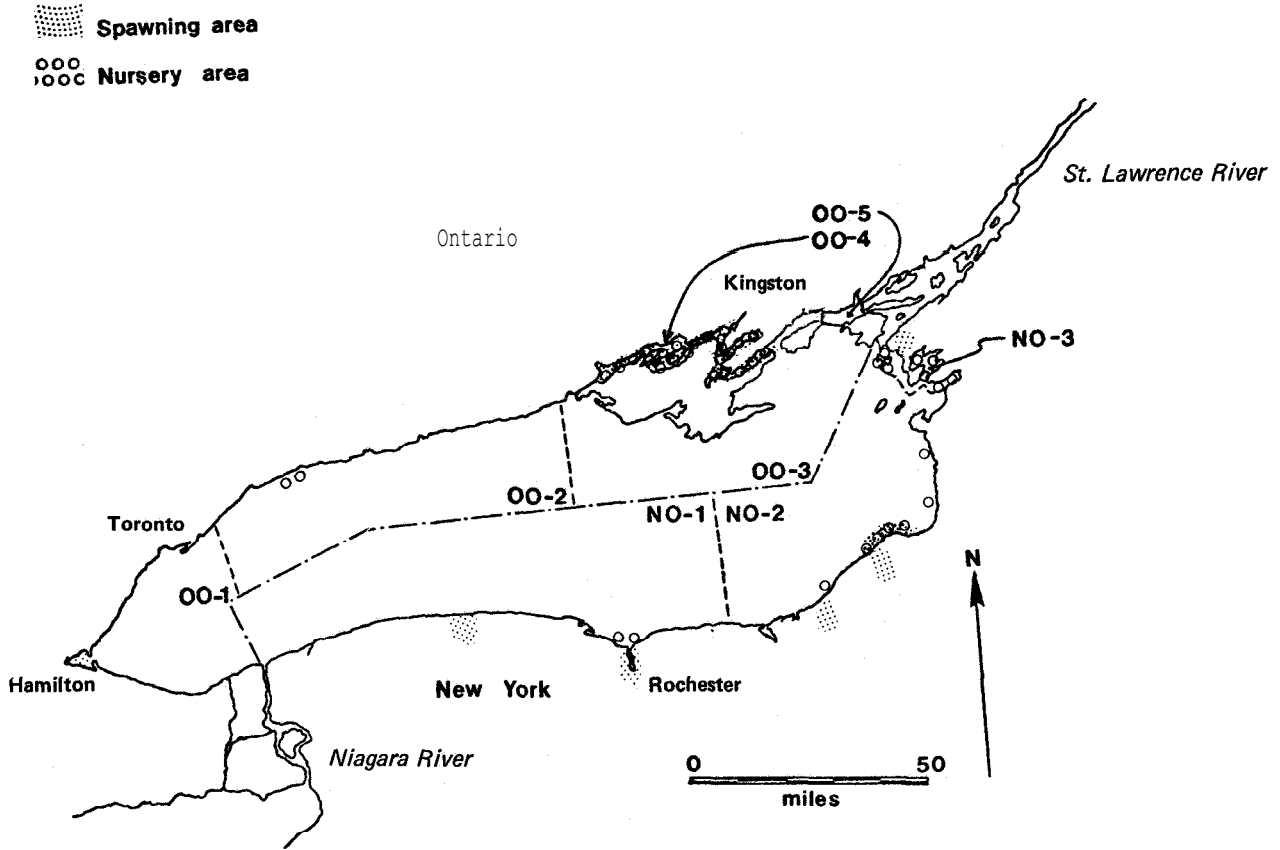 Spawning area
Nursery area
St. Lawrence River
OO-5
OO-4
Ontario
Kingston
NO-3
OO-3
OO-2
NO-1
NO-2
Toronto
OO-1
N
Hamilton
New York
Rochester
Niagara River
0
50
miles